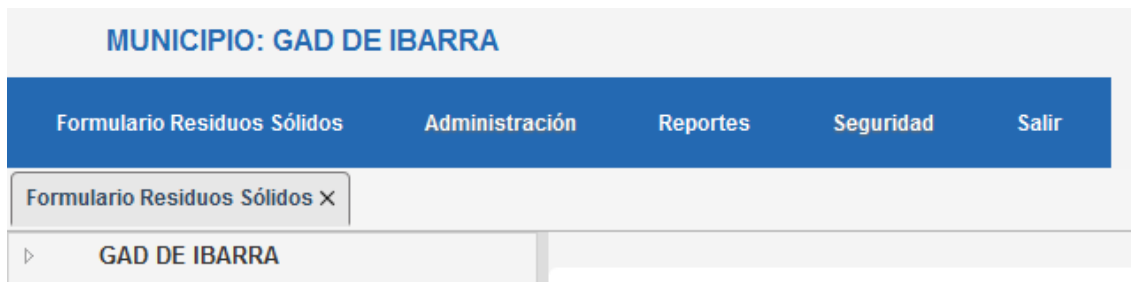 MUNICIPIO: GAD DE IBARRA
Formulario Residuos Sólidos Administración Reportes Seguridad Salir
Formulario Residuos Sólidos ×
GAD DE IBARRA